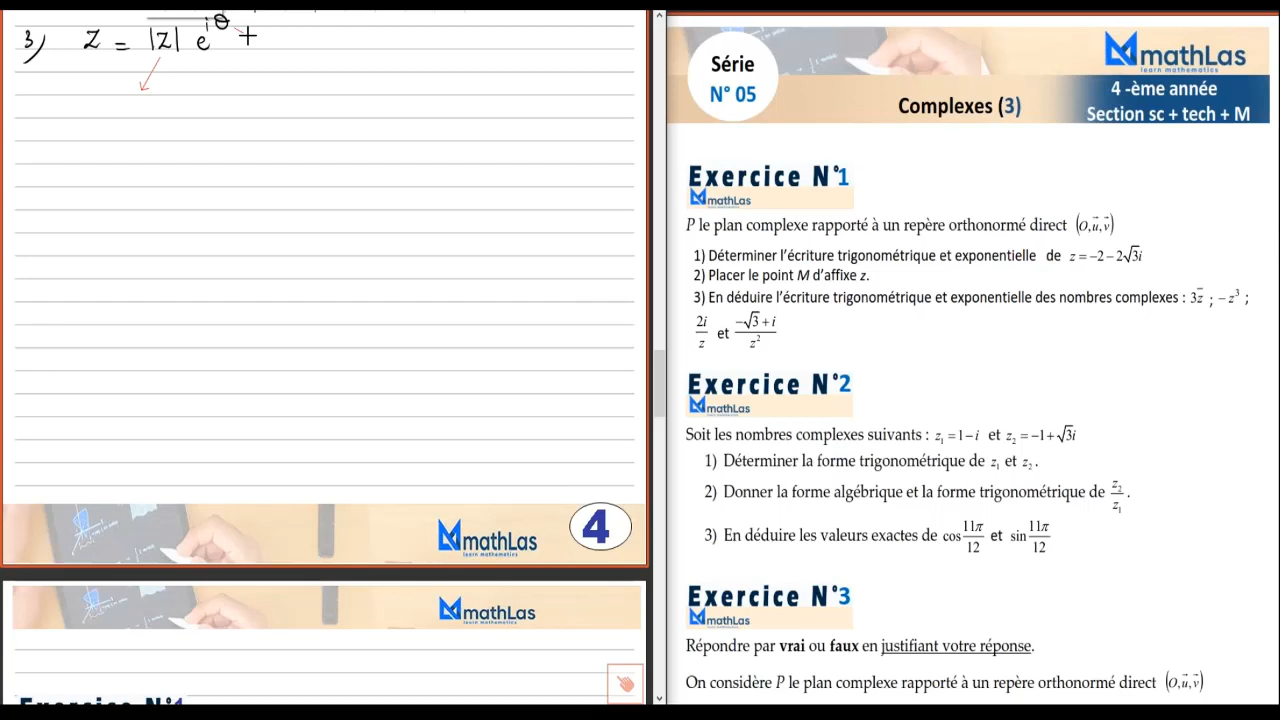 3) z = |z| e^{iθ} +
4
mathLas
mathLas
Exercice N°1
Série
N° 05
mathLas
learn mathematics
Complexes (3)
4 -ème année
Section sc + tech + M
Exercice N°1
mathLas
P le plan complexe rapporté à un repère orthonormé direct (O,u⃗,v⃗)
1) Déterminer l'écriture trigonométrique et exponentielle de z = −2 − 2√3i
2) Placer le point M d'affixe z.
3) En déduire l'écriture trigonométrique et exponentielle des nombres complexes : 3z̅ ; −z³ ;
2i/z et (−√3 + i)/z²
Exercice N°2
mathLas
Soit les nombres complexes suivants : z₁ = 1 − i et z₂ = −1 + √3i
1) Déterminer la forme trigonométrique de z₁ et z₂.
2) Donner la forme algébrique et la forme trigonométrique de z₂/z₁.
3) En déduire les valeurs exactes de cos 11π/12 et sin 11π/12
Exercice N°3
mathLas
Répondre par vrai ou faux en justifiant votre réponse.
On considère P le plan complexe rapporté à un repère orthonormé direct (O,u⃗,v⃗)